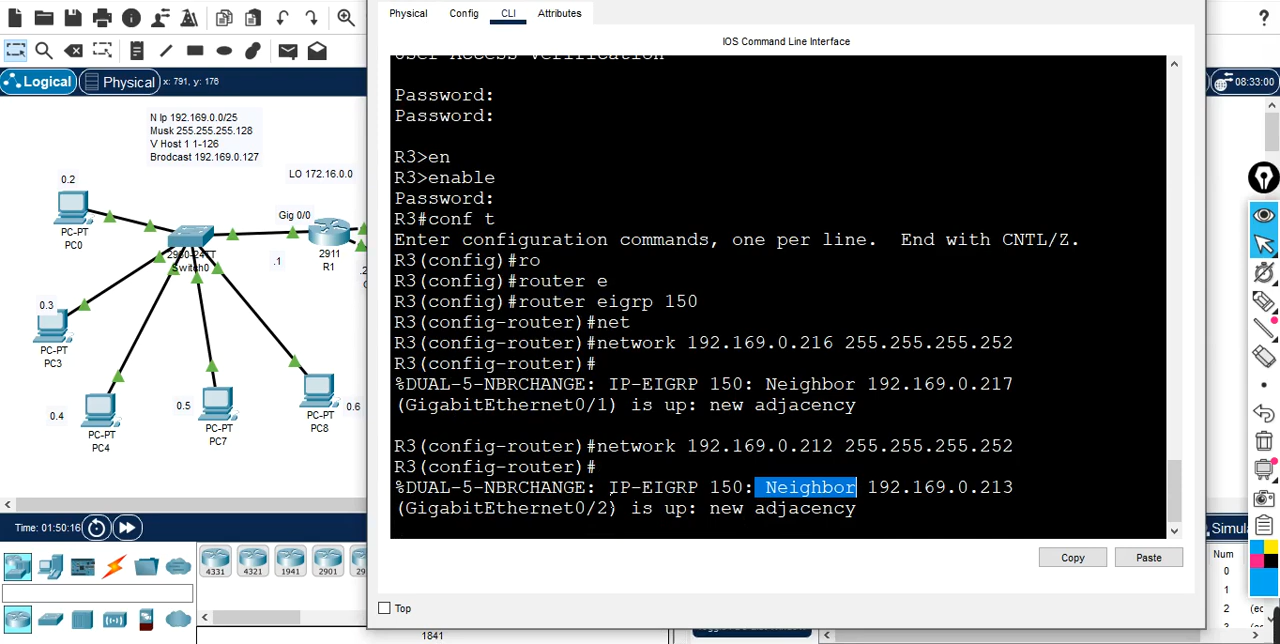 Physical Config CLI Attributes
IOS Command Line Interface
Logical
Physical
x: 791, y: 176
08:33:00
N Ip 192.169.0.0/25
Musk 255.255.255.128
V Host 1 1-126
Brodcast 192.169.0.127
LO 172.16.0.0
0.2
PC-PT
PC0
Gig 0/0
2911
R1
.1
Switch0
0.3
PC-PT
PC3
0.4
PC-PT
PC4
0.5
PC-PT
PC7
0.6
PC-PT
PC8
Password:
Password:
R3>en
R3>enable
Password:
R3#conf t
Enter configuration commands, one per line. End with CNTL/Z.
R3(config)#ro
R3(config)#router e
R3(config)#router eigrp 150
R3(config-router)#net
R3(config-router)#network 192.169.0.216 255.255.255.252
R3(config-router)#
%DUAL-5-NBRCHANGE: IP-EIGRP 150: Neighbor 192.169.0.217
(GigabitEthernet0/1) is up: new adjacency
R3(config-router)#network 192.169.0.212 255.255.255.252
R3(config-router)#
%DUAL-5-NBRCHANGE: IP-EIGRP 150: Neighbor 192.169.0.213
(GigabitEthernet0/2) is up: new adjacency
Copy Paste
Top
Time: 01:50:16
4331 4321 1941 2901 29
1841
Simul
Num
0
1
2
3